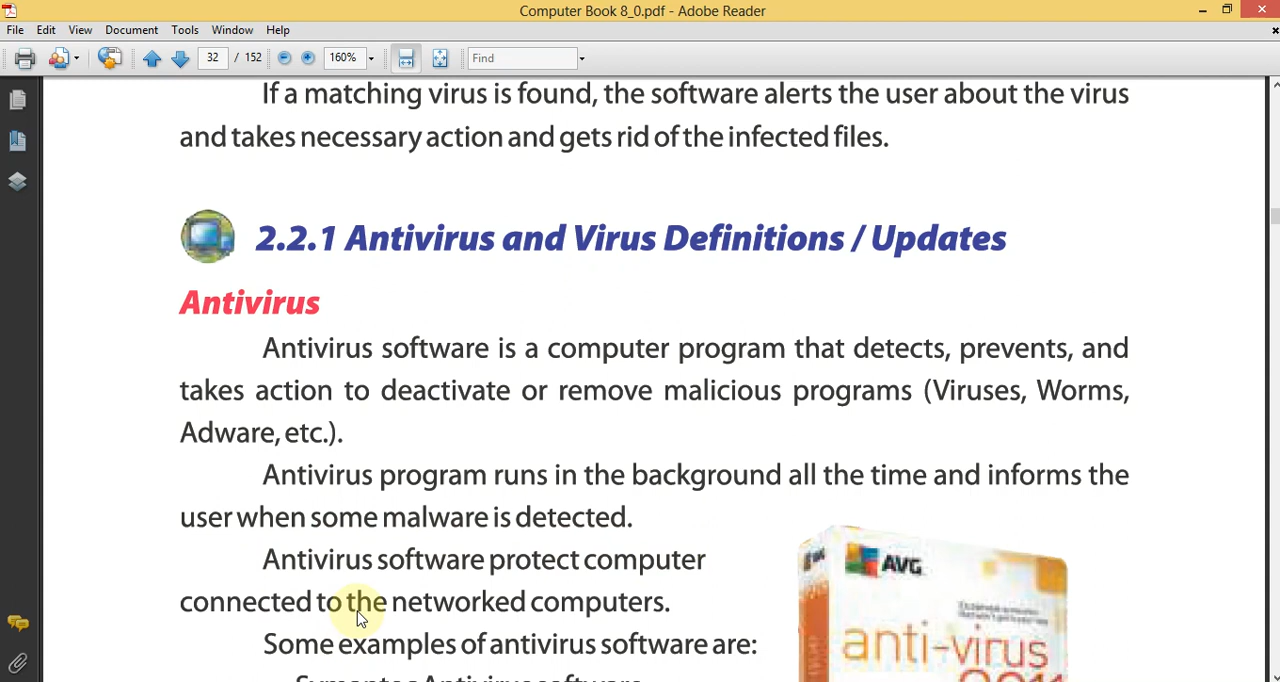 Computer Book 8_0.pdf - Adobe Reader
File Edit View Document Tools Window Help
32 / 152 160% Find
If a matching virus is found, the software alerts the user about the virus
and takes necessary action and gets rid of the infected files.
2.2.1 Antivirus and Virus Definitions / Updates
Antivirus
Antivirus software is a computer program that detects, prevents, and
takes action to deactivate or remove malicious programs (Viruses, Worms,
Adware, etc.).
Antivirus program runs in the background all the time and informs the
user when some malware is detected.
Antivirus software protect computer
connected to the networked computers.
Some examples of antivirus software are:
Symantec Antivirus software
AVG
anti-virus
2011